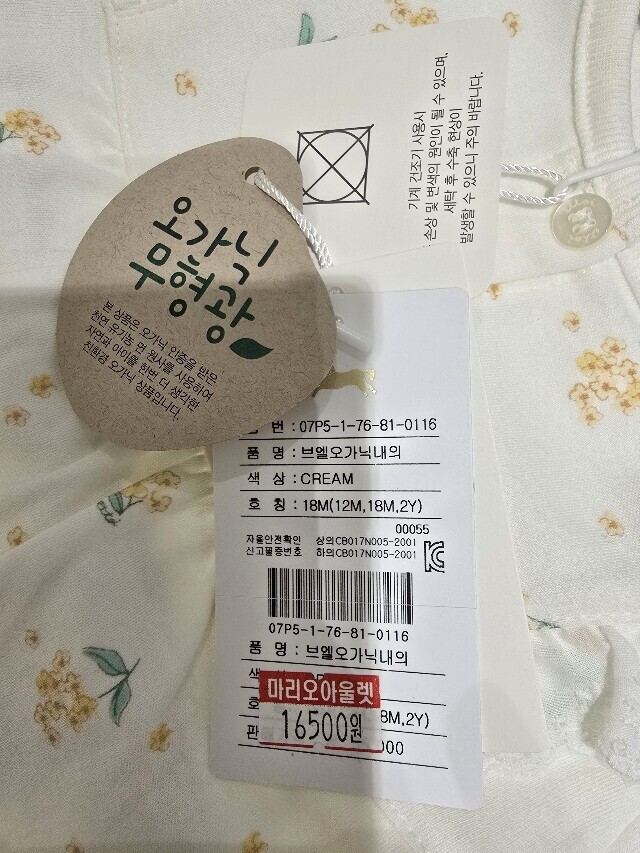 기계 건조기 사용시
손상 및 변색의 원인이 될 수 있으며,
세탁 후 수축 현상이
발생할 수 있으니 주의 바랍니다.
오가닉
무형광
본 상품은 오가닉 인증을 받은
천연 유기농 면 원사를 사용하여
자연과 아이를 한번 더 생각한
친환경 오가닉 상품입니다.
번 : 07P5-1-76-81-0116
품 명 : 브엘오가닉내의
색 상 : CREAM
호 칭 : 18M(12M,18M,2Y)
00055
자율안전확인 상의CB017N005-2001
신고필증번호 하의CB017N005-2001
07P5-1-76-81-0116
품 명 : 브엘오가닉내의
색
마리오아울렛
호 8M,2Y)
16500원
판 000